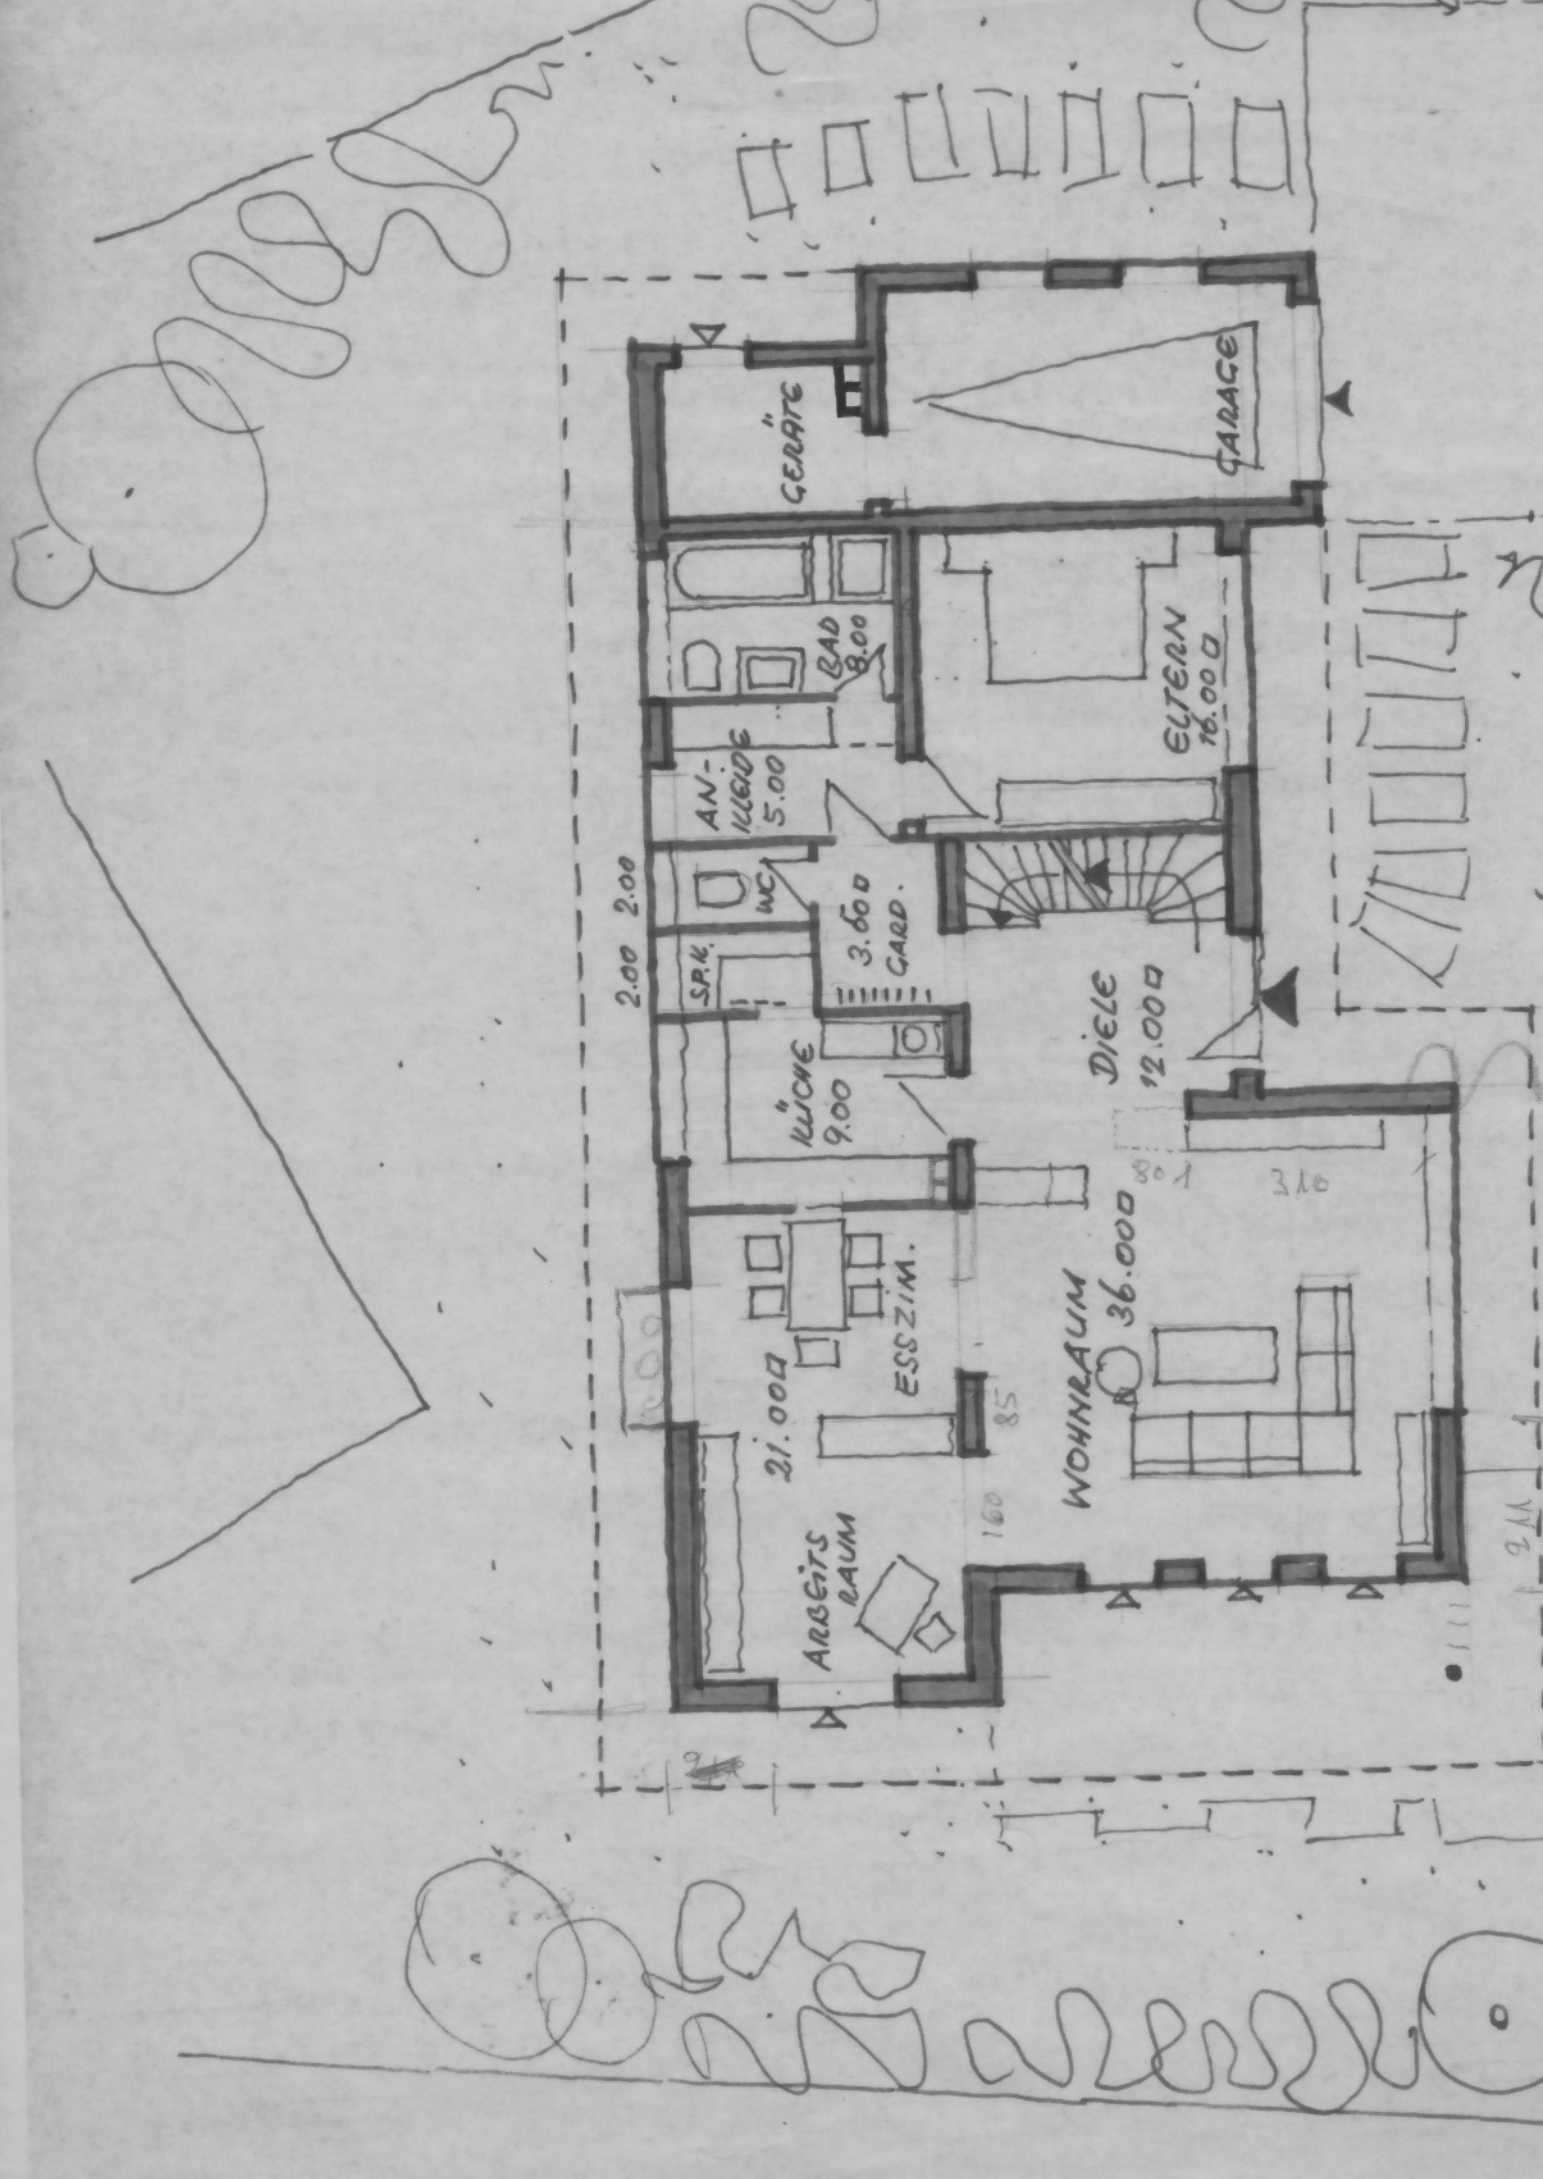 GERÄTE
GARAGE
BAD
8.00
ELTERN
16.00 □
AN-
KLEIDE
5.00
WC
2.00 2.00
SP.K.
3.60 □
GARD.
KÜCHE
9.00
DIELE
12.00 □
80
310
ESSZIM.
21.00 □
WOHNRAUM
36.00 □
85
160
ARBEITS
RAUM
211